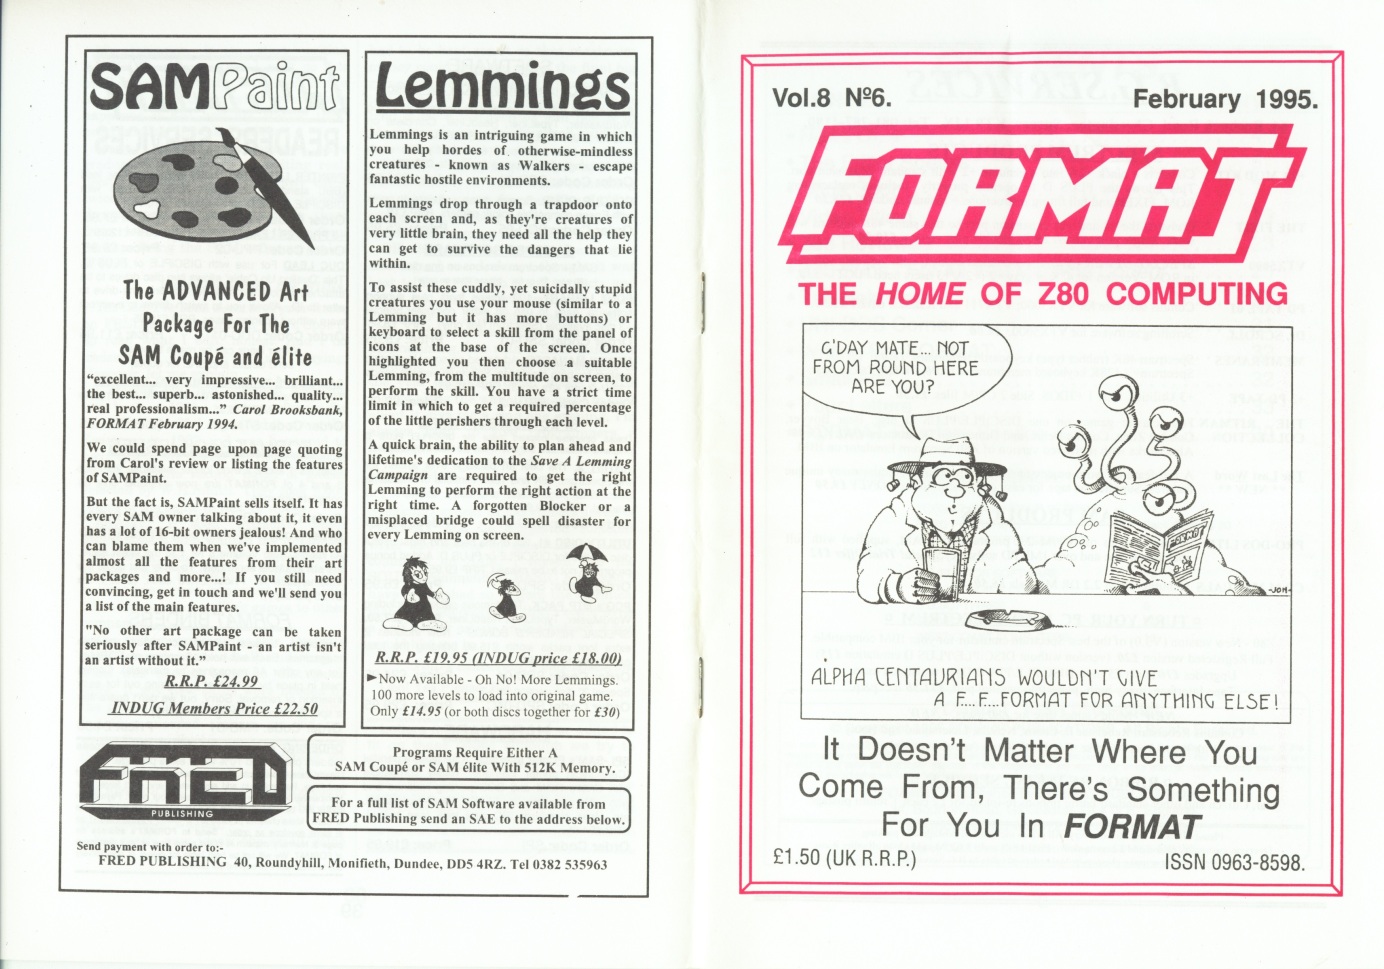 SAMPaint
The ADVANCED Art
Package For The
SAM Coupé and élite
“excellent... very impressive... brilliant...
the best... superb... astonished... quality...
real professionalism...” Carol Brooksbank,
FORMAT February 1994.
We could spend page upon page quoting
from Carol's review or listing the features
of SAMPaint.
But the fact is, SAMPaint sells itself. It has
every SAM owner talking about it, it even
has a lot of 16-bit owners jealous! And who
can blame them when we've implemented
almost all the features from their art
packages and more...! If you still need
convincing, get in touch and we'll send you
a list of the main features.
"No other art package can be taken
seriously after SAMPaint - an artist isn't
an artist without it.”
R.R.P. £24.99
INDUG Members Price £22.50
Lemmings
Lemmings is an intriguing game in which
you help hordes of otherwise-mindless
creatures - known as Walkers - escape
fantastic hostile environments.
Lemmings drop through a trapdoor onto
each screen and, as they're creatures of
very little brain, they need all the help they
can get to survive the dangers that lie
within.
To assist these cuddly, yet suicidally stupid
creatures you use your mouse (similar to a
Lemming but it has more buttons) or
keyboard to select a skill from the panel of
icons at the base of the screen. Once
highlighted you then choose a suitable
Lemming, from the multitude on screen, to
perform the skill. You have a strict time
limit in which to get a required percentage
of the little perishers through each level.
A quick brain, the ability to plan ahead and
lifetime's dedication to the Save A Lemming
Campaign are required to get the right
Lemming to perform the right action at the
right time. A forgotten Blocker or a
misplaced bridge could spell disaster for
every Lemming on screen.
R.R.P. £19.95 (INDUG price £18.00)
►Now Available - Oh No! More Lemmings.
100 more levels to load into original game.
Only £14.95 (or both discs together for £30)
FRED
PUBLISHING
Programs Require Either A
SAM Coupé or SAM élite With 512K Memory.
For a full list of SAM Software available from
FRED Publishing send an SAE to the address below.
Send payment with order to:-
FRED PUBLISHING 40, Roundyhill, Monifieth, Dundee, DD5 4RZ. Tel 0382 535963
Vol.8 Nº6. February 1995.
FORMAT
THE HOME OF Z80 COMPUTING
G'DAY MATE... NOT
FROM ROUND HERE
ARE YOU?
FORMAT
-JOH-
ALPHA CENTAURIANS WOULDN'T GIVE
A F.... F....FORMAT FOR ANYTHING ELSE!
It Doesn't Matter Where You
Come From, There's Something
For You In FORMAT
£1.50 (UK R.R.P.) ISSN 0963-8598.